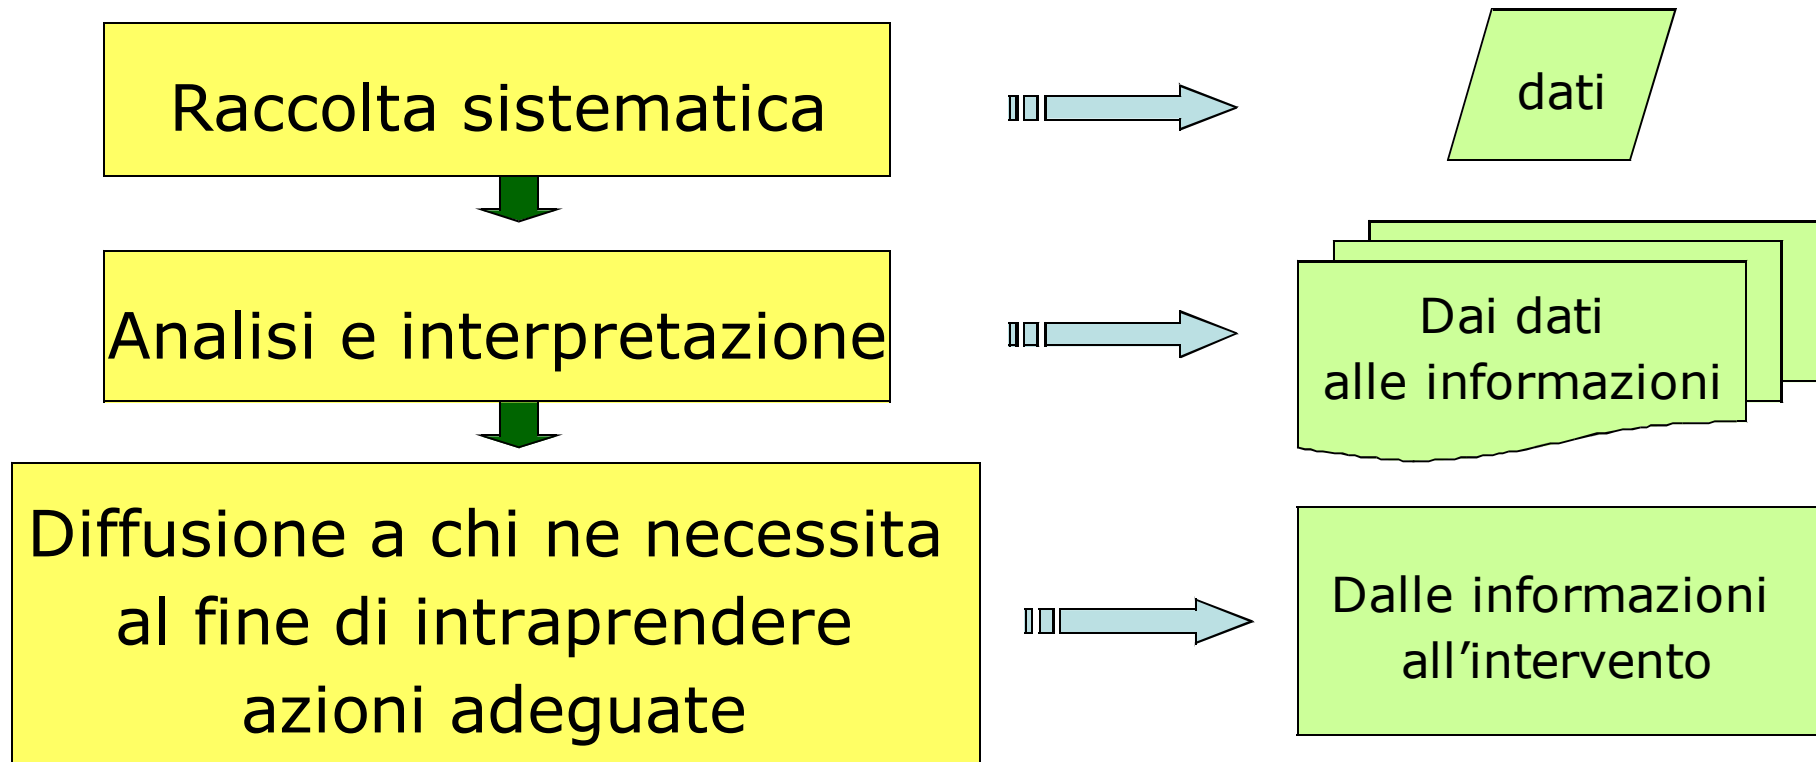 Raccolta sistematica
dati
Analisi e interpretazione
Dai dati
alle informazioni
Diffusione a chi ne necessita
al fine di intraprendere
azioni adeguate
Dalle informazioni
all’intervento